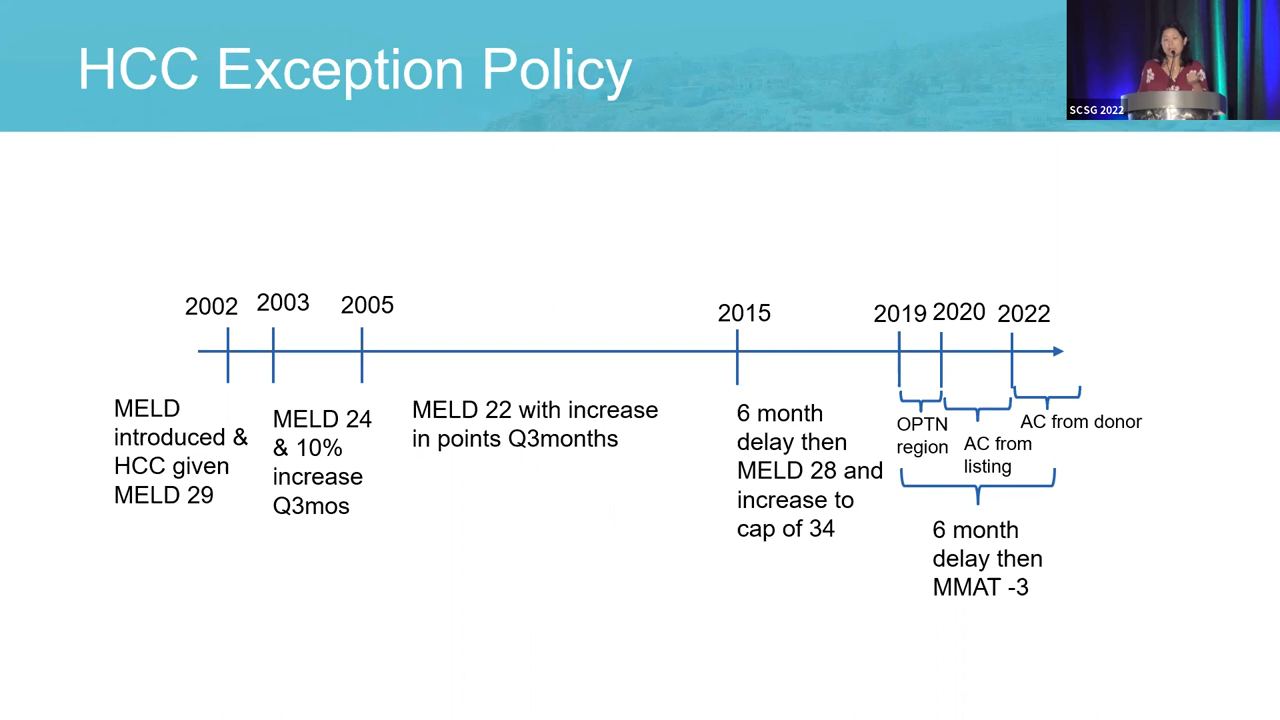 HCC Exception Policy
SCSG 2022
2002
2003
2005
2015
2019
2020
2022
MELD
introduced &
HCC given
MELD 29
MELD 24
& 10%
increase
Q3mos
MELD 22 with increase
in points Q3months
6 month
delay then
MELD 28 and
increase to
cap of 34
OPTN
region
AC from
listing
AC from donor
6 month
delay then
MMAT -3